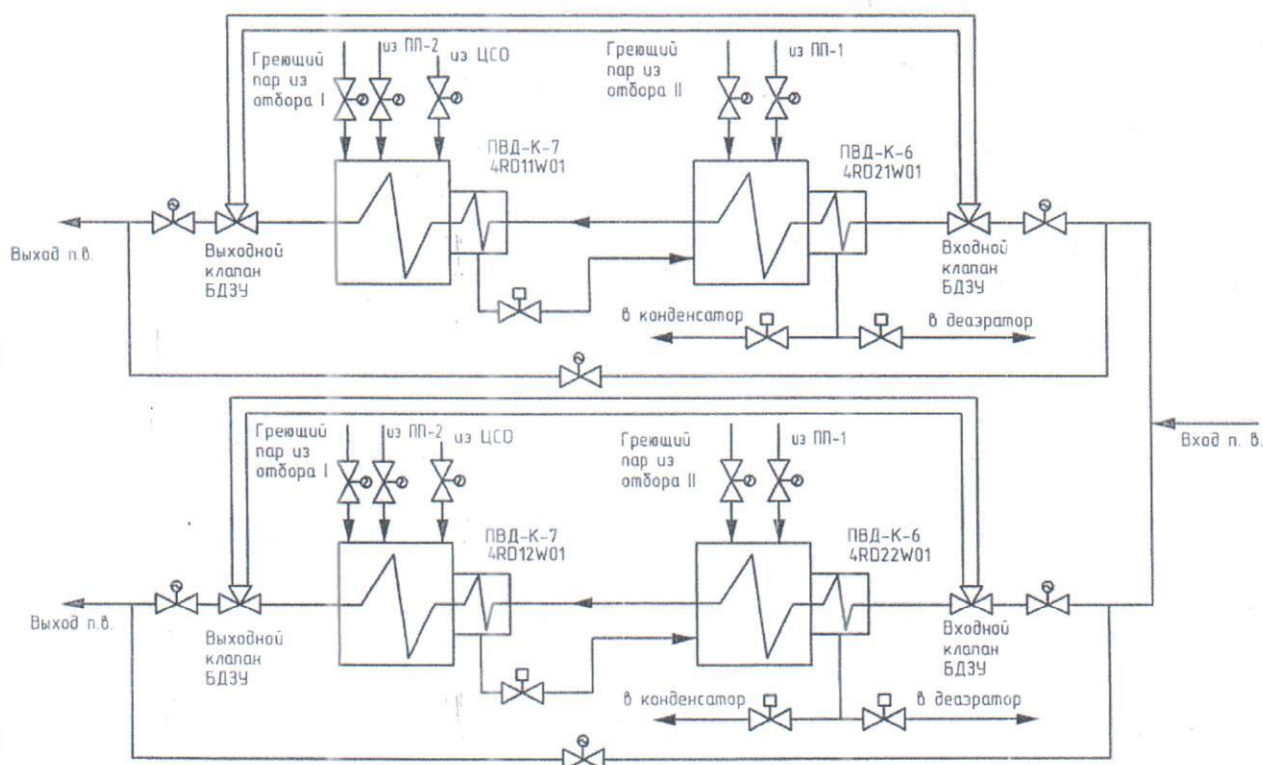 Греющий
пар из
отбора I
из ПП-2
из ЦСО
Греющий
пар из
отбора II
из ПП-1
ПВД-К-7
4RD11W01
ПВД-К-6
4RD21W01
Выход п.в.
Выходной
клапан
БДЗУ
Входной
клапан
БДЗУ
в конденсатор
в деаэратор
Вход п. в.
Греющий
пар из
отбора I
из ПП-2
из ЦСО
Греющий
пар из
отбора II
из ПП-1
ПВД-К-7
4RD12W01
ПВД-К-6
4RD22W01
Выход п.в.
Выходной
клапан
БДЗУ
Входной
клапан
БДЗУ
в конденсатор
в деаэратор